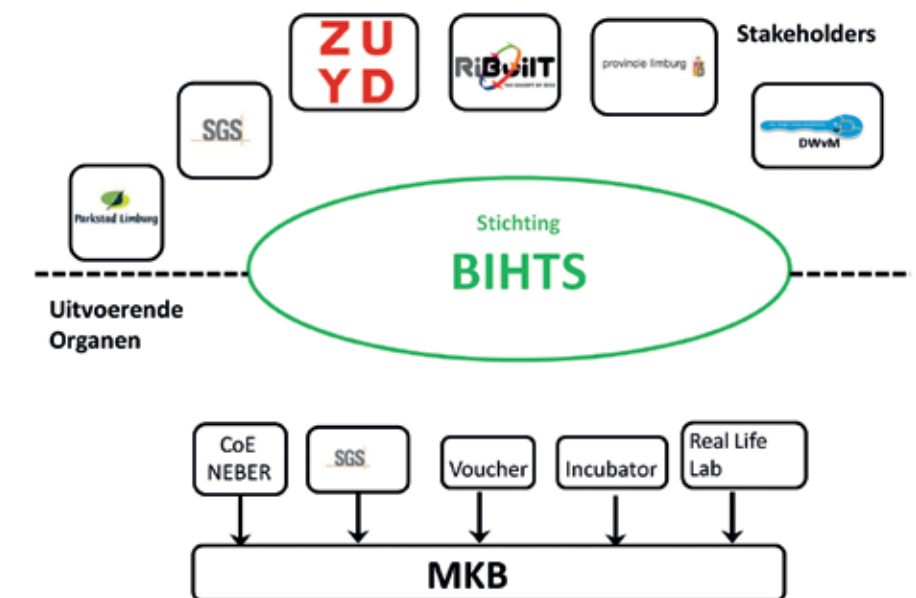 ZU
YD
RiBuilT
provincie limburg
Stakeholders
SGS
DWvM
Parkstad Limburg
Stichting
BIHTS
Uitvoerende
Organen
CoE
NEBER
SGS
Voucher
Incubator
Real Life
Lab
MKB